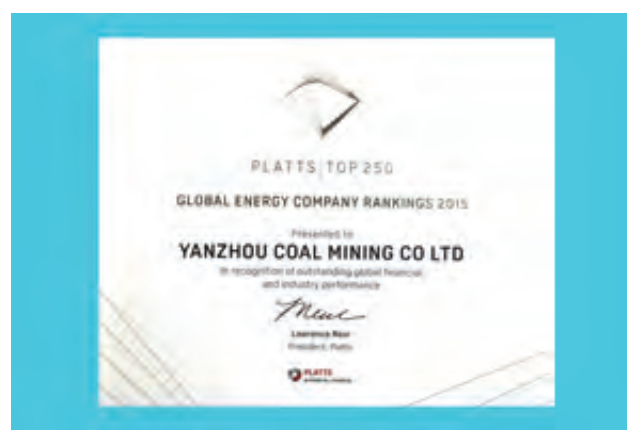 PLATTS TOP 250
GLOBAL ENERGY COMPANY RANKINGS 2015
Presented to
YANZHOU COAL MINING CO LTD
In recognition of outstanding global financial
and industry performance
Lawrence Neal
President, Platts
PLATTS